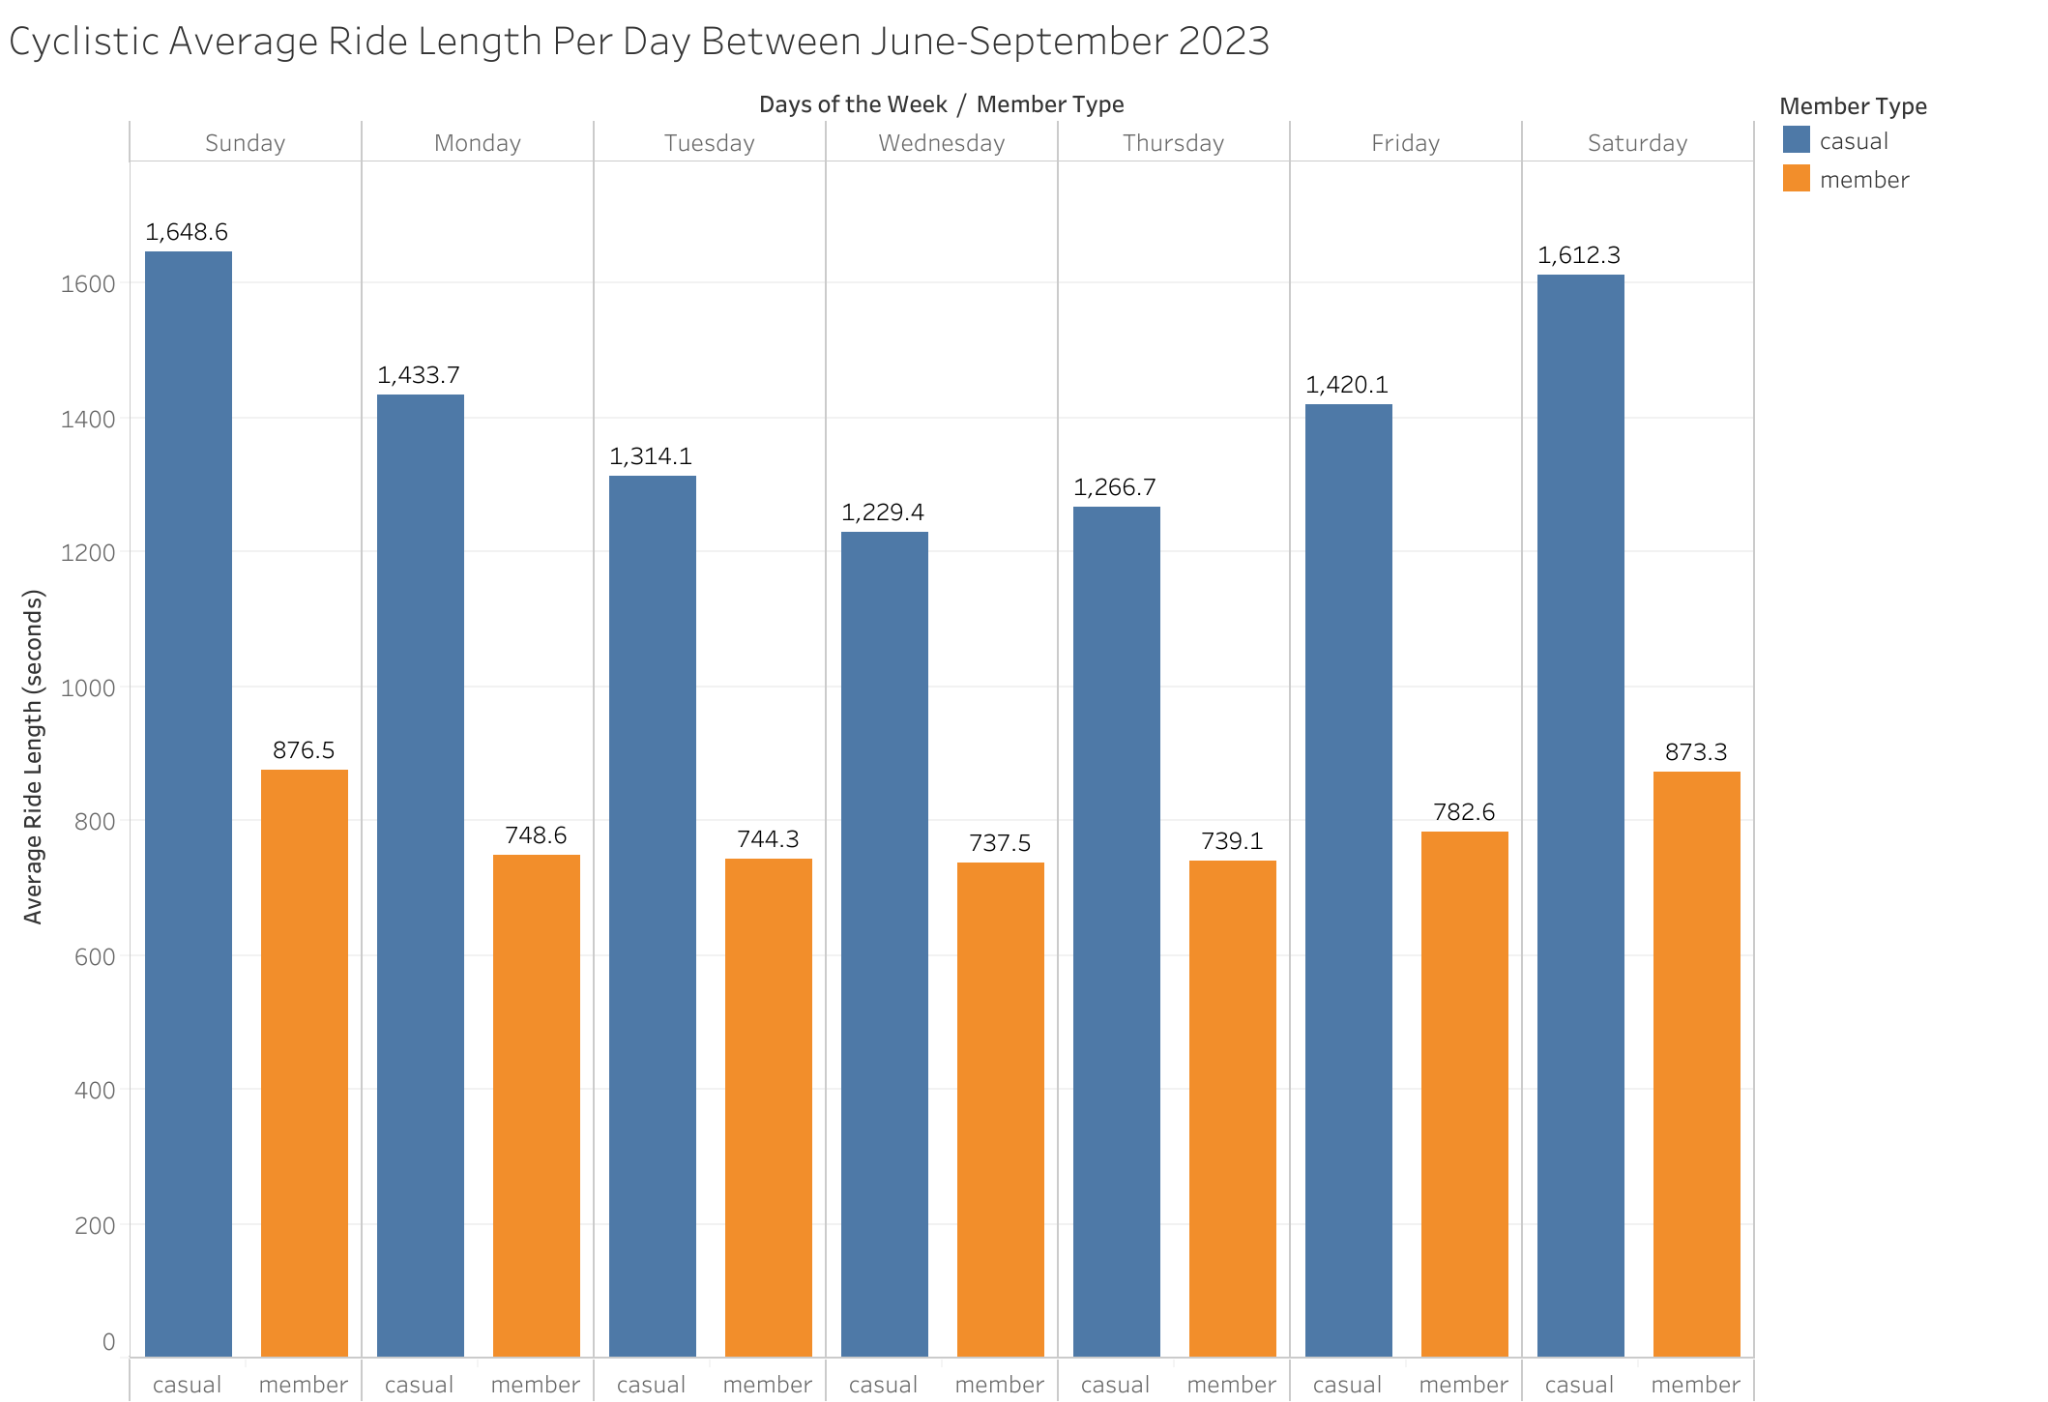 Cyclistic Average Ride Length Per Day Between June-September 2023
Days of the Week / Member Type
Member Type
casual
member
Sunday Monday Tuesday Wednesday Thursday Friday Saturday
1,648.6
1,612.3
1600
1,433.7
1,420.1
1400
1,314.1
1,266.7
1,229.4
1200
Average Ride Length (seconds)
1000
876.5
873.3
800
782.6
748.6
744.3
737.5
739.1
600
400
200
0
casual member casual member casual member casual member casual member casual member casual member